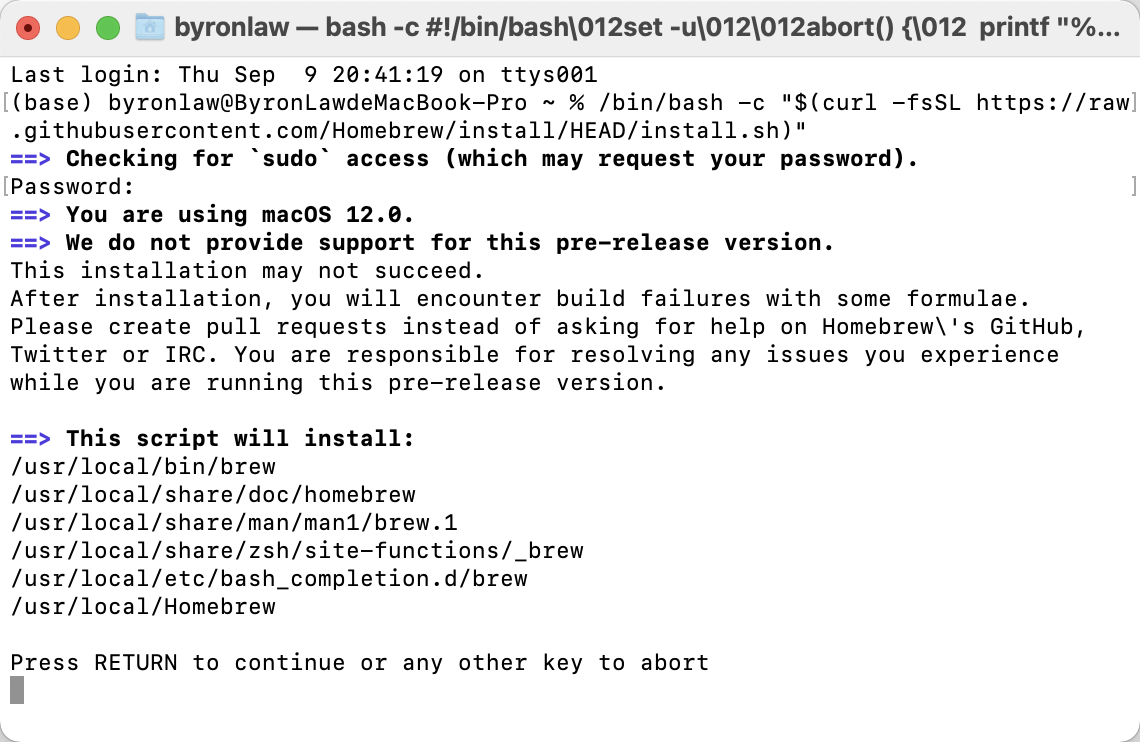 byronlaw — bash -c #!/bin/bash\012set -u\012\012abort() {\012  printf "%...
Last login: Thu Sep  9 20:41:19 on ttys001
[(base) byronlaw@ByronLawdeMacBook-Pro ~ % /bin/bash -c "$(curl -fsSL https://raw]
.githubusercontent.com/Homebrew/install/HEAD/install.sh)"
==> Checking for `sudo` access (which may request your password).
[Password: ]
==> You are using macOS 12.0.
==> We do not provide support for this pre-release version.
This installation may not succeed.
After installation, you will encounter build failures with some formulae.
Please create pull requests instead of asking for help on Homebrew\'s GitHub,
Twitter or IRC. You are responsible for resolving any issues you experience
while you are running this pre-release version.

==> This script will install:
/usr/local/bin/brew
/usr/local/share/doc/homebrew
/usr/local/share/man/man1/brew.1
/usr/local/share/zsh/site-functions/_brew
/usr/local/etc/bash_completion.d/brew
/usr/local/Homebrew

Press RETURN to continue or any other key to abort